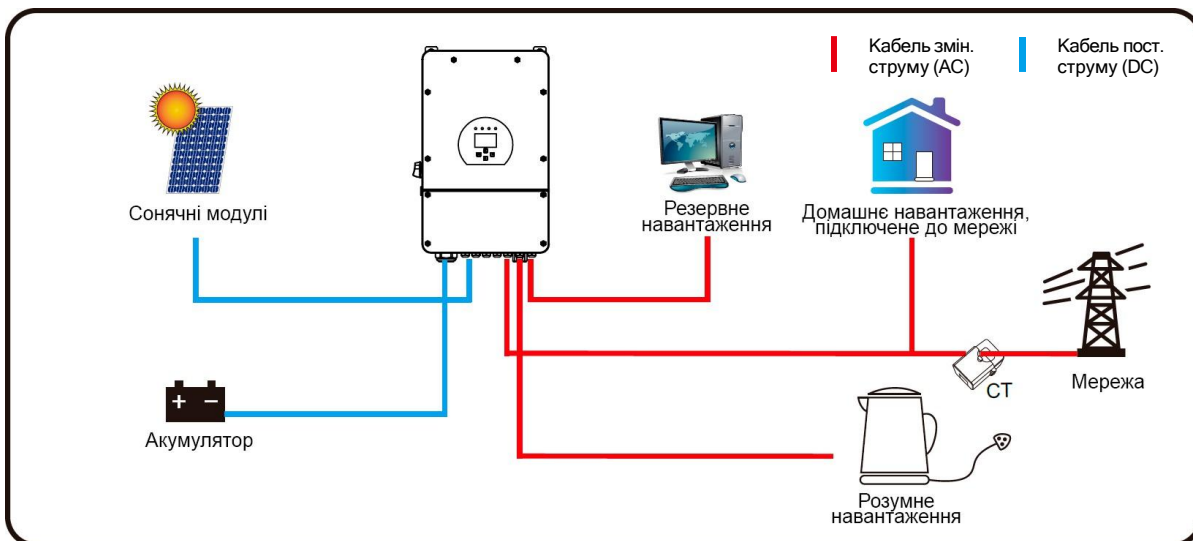 Кабель змін.
струму (AC)
Кабель пост.
струму (DC)
Сонячні модулі
Резервне
навантаження
Домашнє навантаження,
підключене до мережі
CT
Мережа
+ −
Акумулятор
Розумне
навантаження